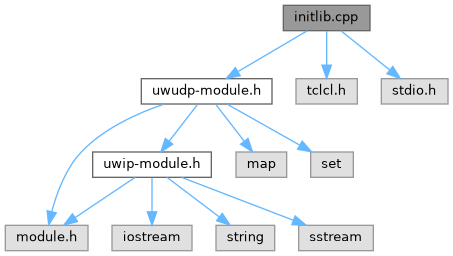 initlib.cpp
uwudp-module.h
tclcl.h
stdio.h
uwip-module.h
map
set
module.h
iostream
string
sstream